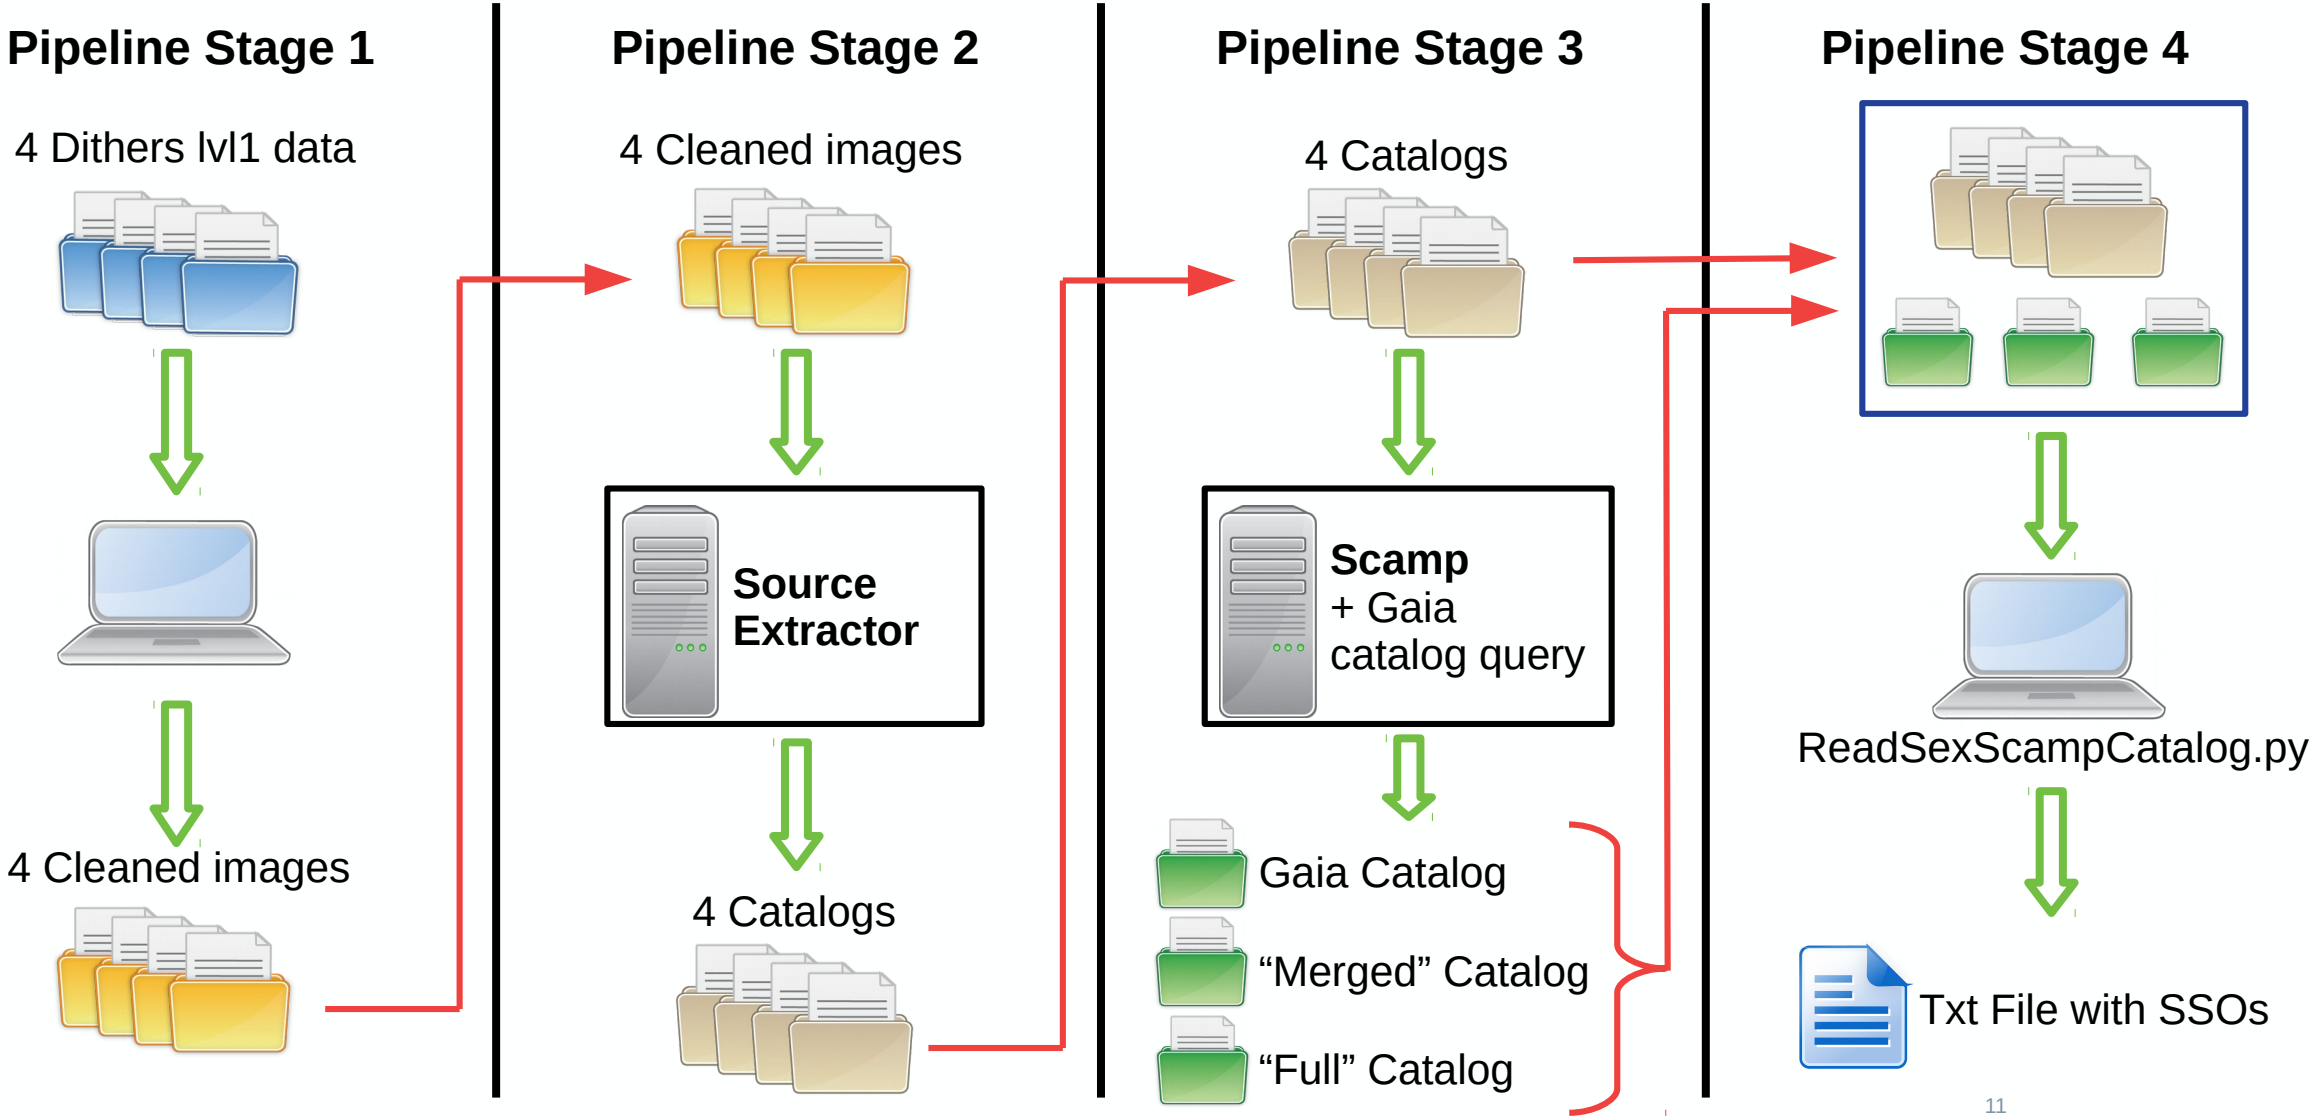 Pipeline Stage 1
4 Dithers lvl1 data
4 Cleaned images
Pipeline Stage 2
4 Cleaned images
Source
Extractor
4 Catalogs
Pipeline Stage 3
4 Catalogs
Scamp
+ Gaia
catalog query
Gaia Catalog
“Merged” Catalog
“Full” Catalog
Pipeline Stage 4
ReadSexScampCatalog.py
Txt File with SSOs
11